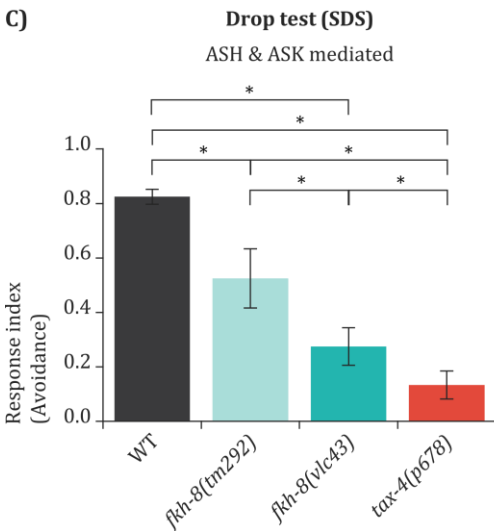 C)
Drop test (SDS)
ASH & ASK mediated
*
*
* *
* *
1.0
0.8
0.6
0.4
0.2
0.0
Response index
(Avoidance)
WT
fkh-8(tm292)
fkh-8(vlc43)
tax-4(p678)